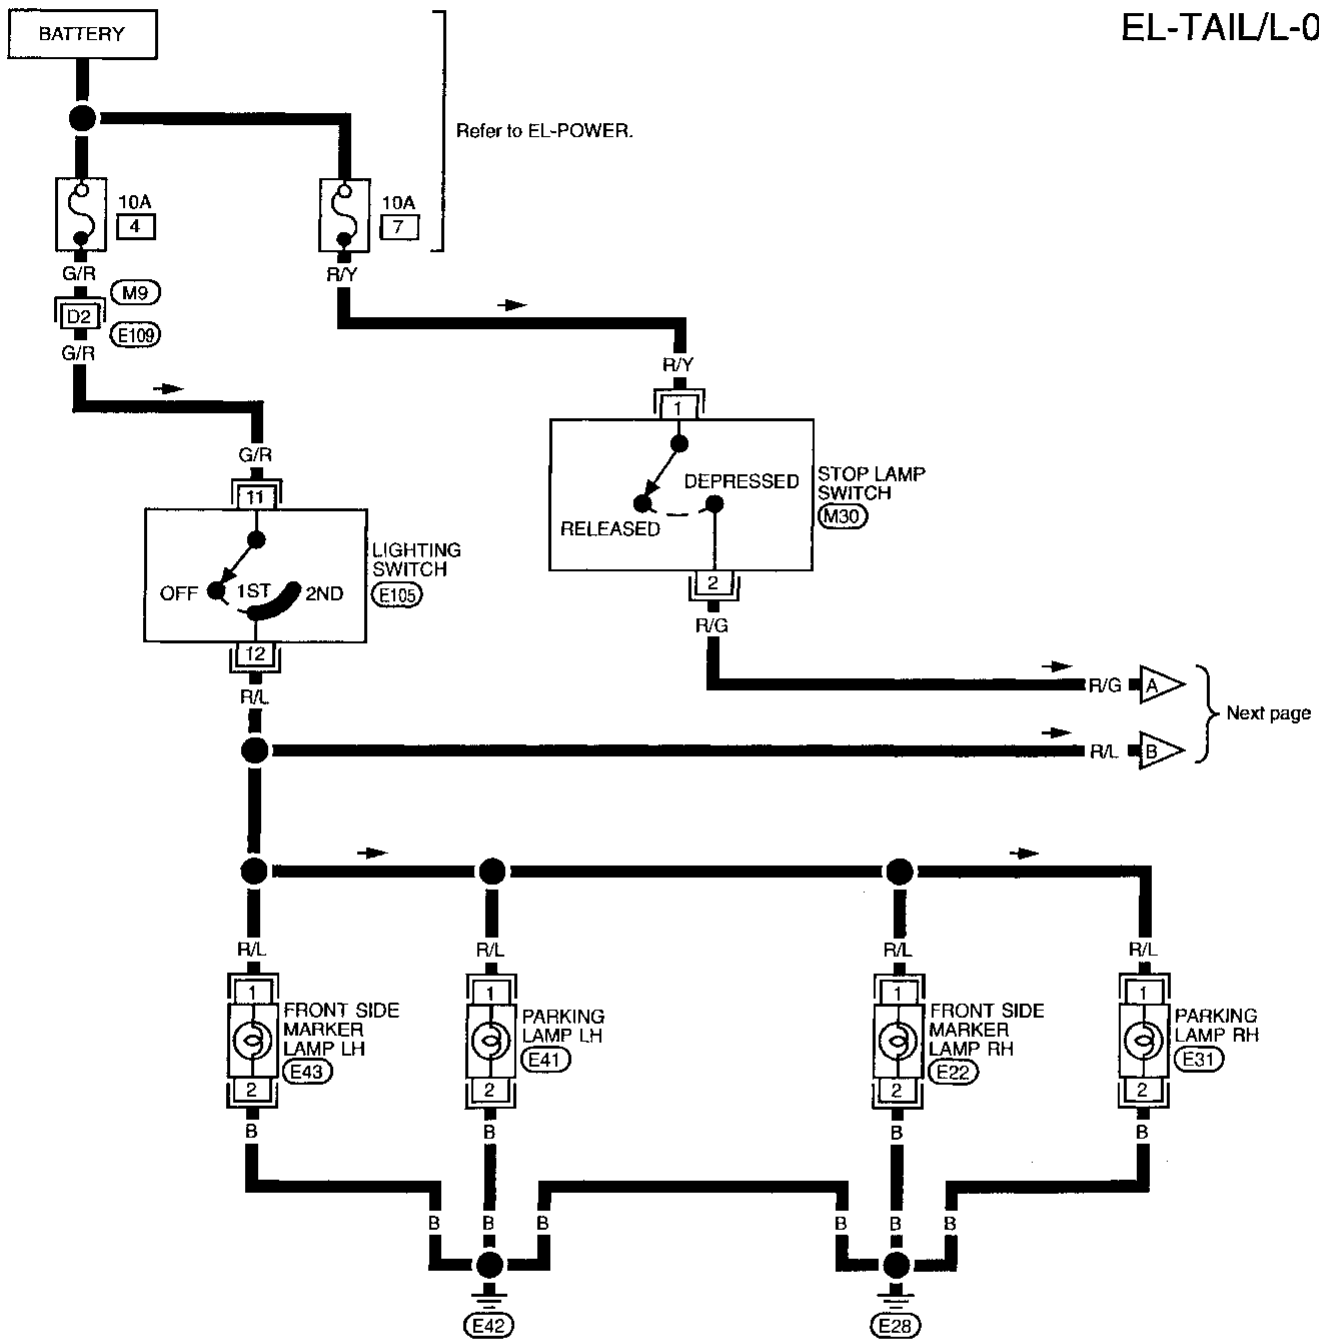 EL-TAIL/L-0
BATTERY
Refer to EL-POWER.
10A
4
10A
7
G/R
R/Y
M9
D2
E109
G/R
R/Y
1
G/R
11
DEPRESSED
RELEASED
STOP LAMP
SWITCH
M30
LIGHTING
SWITCH
E105
OFF
1ST
2ND
2
R/G
12
R/L
R/G
A
Next page
R/L
B
R/L
R/L
R/L
R/L
1
FRONT SIDE
MARKER
LAMP LH
E43
2
1
PARKING
LAMP LH
E41
2
1
FRONT SIDE
MARKER
LAMP RH
E22
2
1
PARKING
LAMP RH
E31
2
B
B
B
B
B
B
B
B
B
B
E42
E28